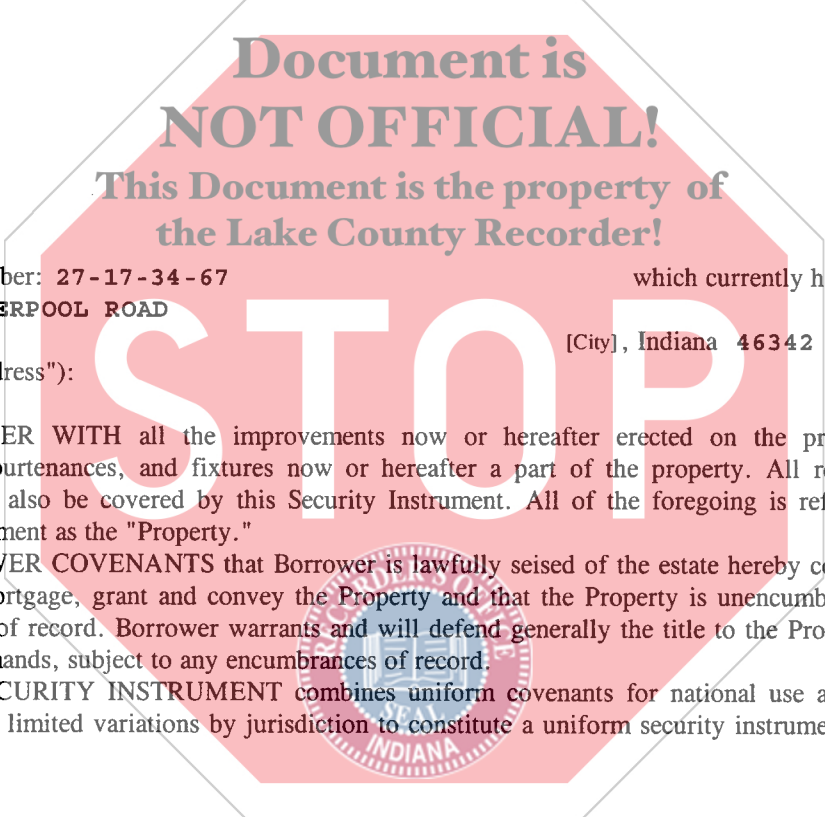 Document is
NOT OFFICIAL!
This Document is the property of
the Lake County Recorder!
ber: 27-17-34-67 which currently h
ERPOOL ROAD
[City], Indiana 46342
dress"):
STOP
ER WITH all the improvements now or hereafter erected on the pr
purtenances, and fixtures now or hereafter a part of the property. All r
also be covered by this Security Instrument. All of the foregoing is ref
ment as the "Property."
VER COVENANTS that Borrower is lawfully seised of the estate hereby c
ortgage, grant and convey the Property and that the Property is unencumb
of record. Borrower warrants and will defend generally the title to the Pro
ands, subject to any encumbrances of record.
CURITY INSTRUMENT combines uniform covenants for national use a
limited variations by jurisdiction to constitute a uniform security instrume
RECORDER'S OFFICE
SEAL
INDIANA